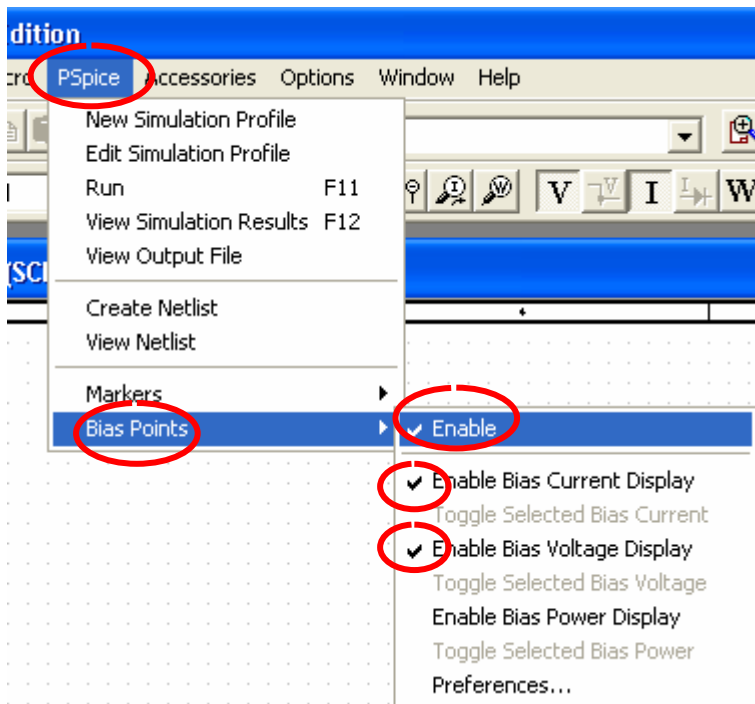 dition
PSpice Accessories Options Window Help
New Simulation Profile
Edit Simulation Profile
Run F11
View Simulation Results F12
View Output File
V V I I W
(SCH
Create Netlist
View Netlist
Markers
Bias Points
Enable
Enable Bias Current Display
Toggle Selected Bias Current
Enable Bias Voltage Display
Toggle Selected Bias Voltage
Enable Bias Power Display
Toggle Selected Bias Power
Preferences...